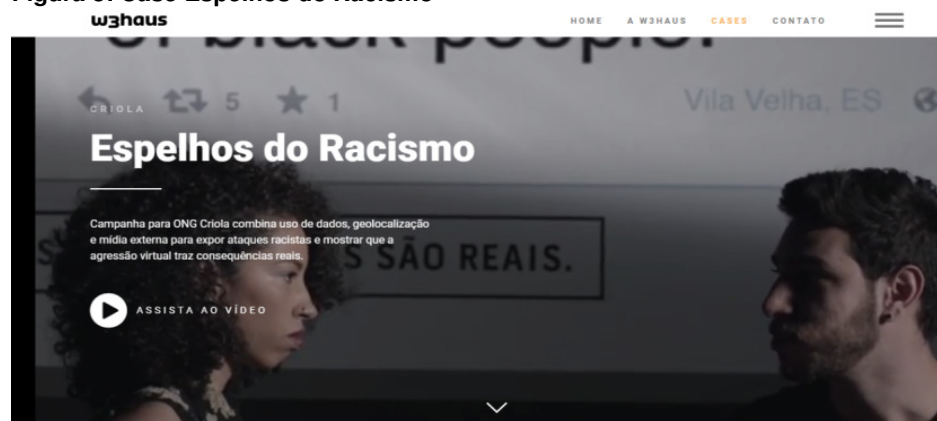 Figura 5: Case Espelhos do Racismo
w3haus
HOME A W3HAUS CASES CONTATO
of black people.
5 1 Vila Velha, ES
CRIOLA
Espelhos do Racismo
Campanha para ONG Criola combina uso de dados, geolocalização
e mídia externa para expor ataques racistas e mostrar que a
agressão virtual traz consequências reais.
S SÃO REAIS.
ASSISTA AO VÍDEO